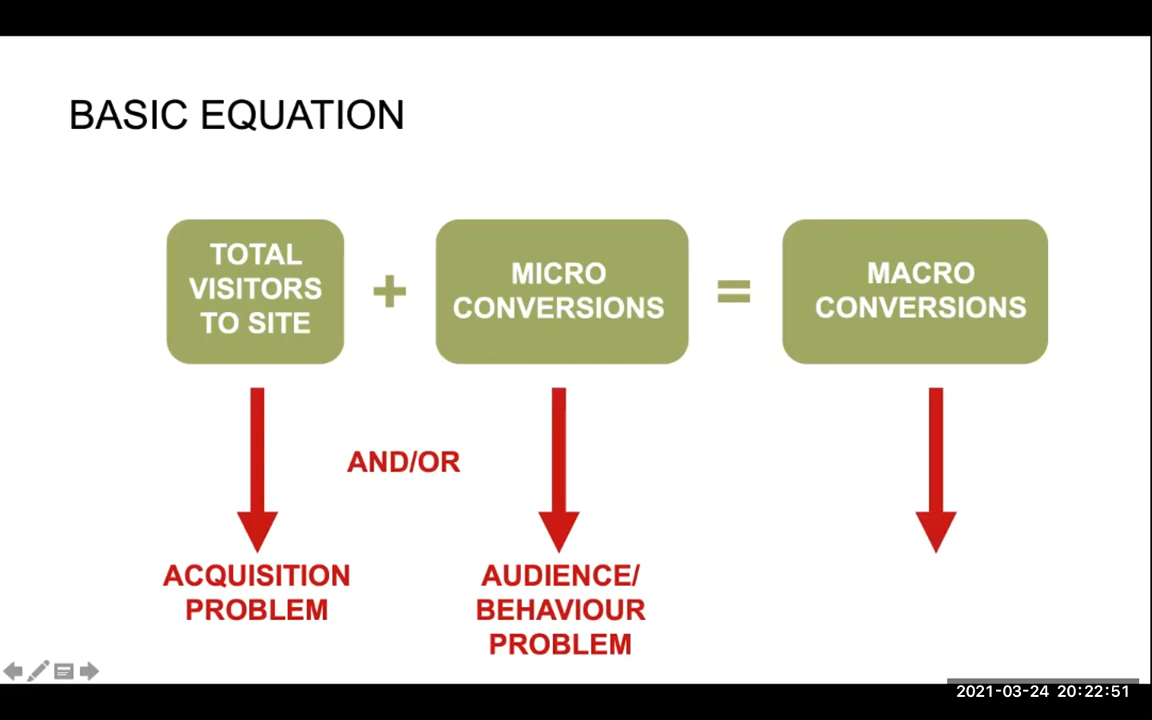 BASIC EQUATION
TOTAL
VISITORS
TO SITE
+
MICRO
CONVERSIONS
=
MACRO
CONVERSIONS
AND/OR
ACQUISITION
PROBLEM
AUDIENCE/
BEHAVIOUR
PROBLEM
2021-03-24 20:22:51